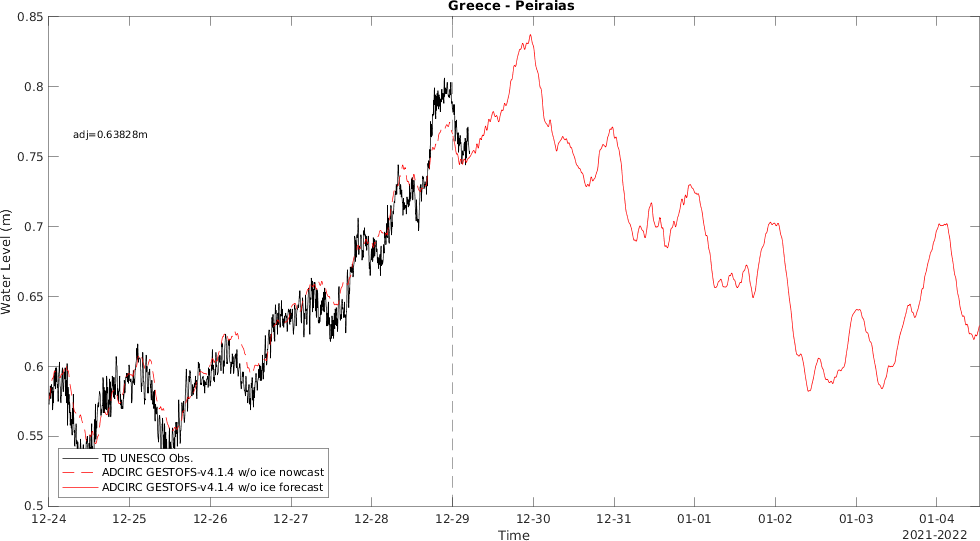 Greece - Peiraias
0.85
0.8
0.75
0.7
0.65
0.6
0.55
0.5
Water Level (m)
adj=0.63828m
TD UNESCO Obs.
ADCIRC GESTOFS-v4.1.4 w/o ice nowcast
ADCIRC GESTOFS-v4.1.4 w/o ice forecast
12-24 12-25 12-26 12-27 12-28 12-29 12-30 12-31 01-01 01-02 01-03 01-04
Time
2021-2022